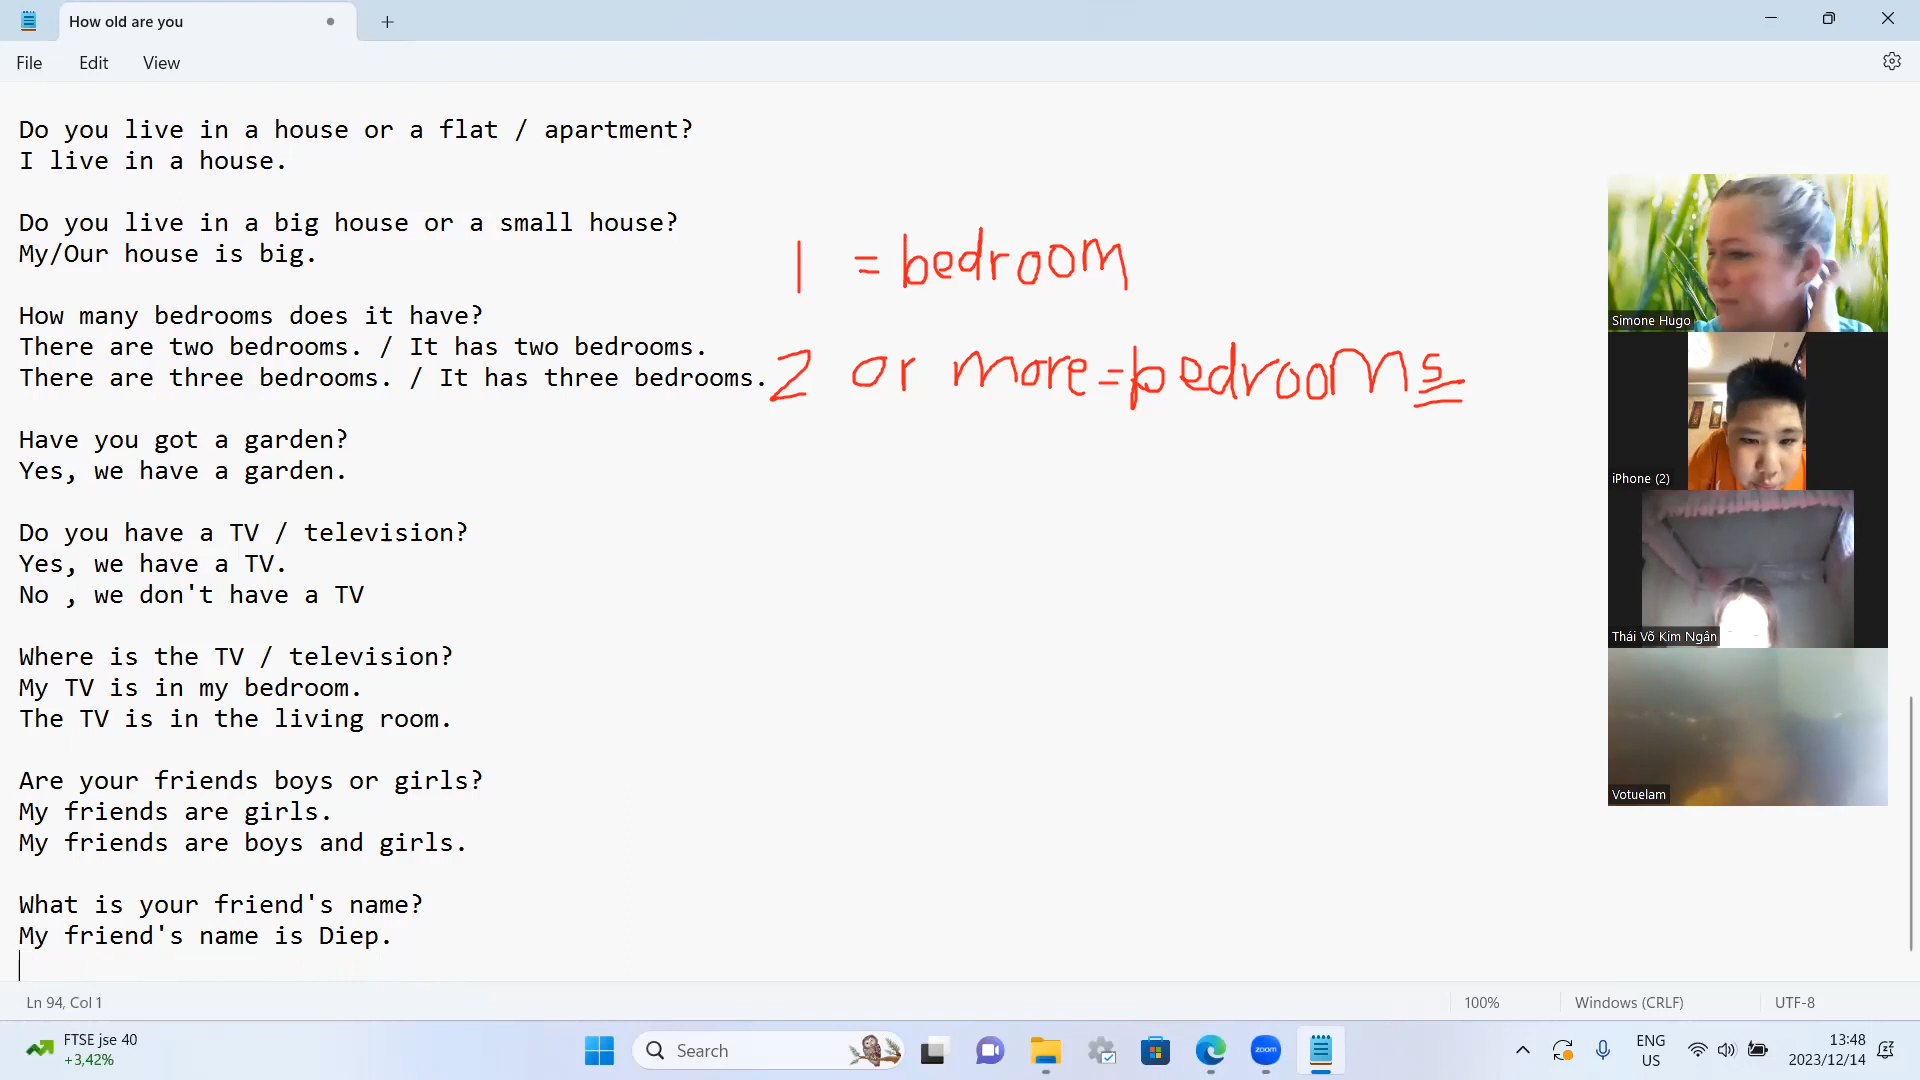 How old are you
File Edit View
Do you live in a house or a flat / apartment?
I live in a house.
Do you live in a big house or a small house?
My/Our house is big.
1 = bedroom
How many bedrooms does it have?
There are two bedrooms. / It has two bedrooms.
There are three bedrooms. / It has three bedrooms.
2 or more = bedrooms
Have you got a garden?
Yes, we have a garden.
Do you have a TV / television?
Yes, we have a TV.
No , we don't have a TV
Where is the TV / television?
My TV is in my bedroom.
The TV is in the living room.
Are your friends boys or girls?
My friends are girls.
My friends are boys and girls.
What is your friend's name?
My friend's name is Diep.
Simone Hugo
iPhone (2)
Thái Võ Kim Ngân
Votuelam
Ln 94, Col 1
100%
Windows (CRLF)
UTF-8
FTSE jse 40
+3,42%
Search
zoom
ENG
US
13:48
2023/12/14